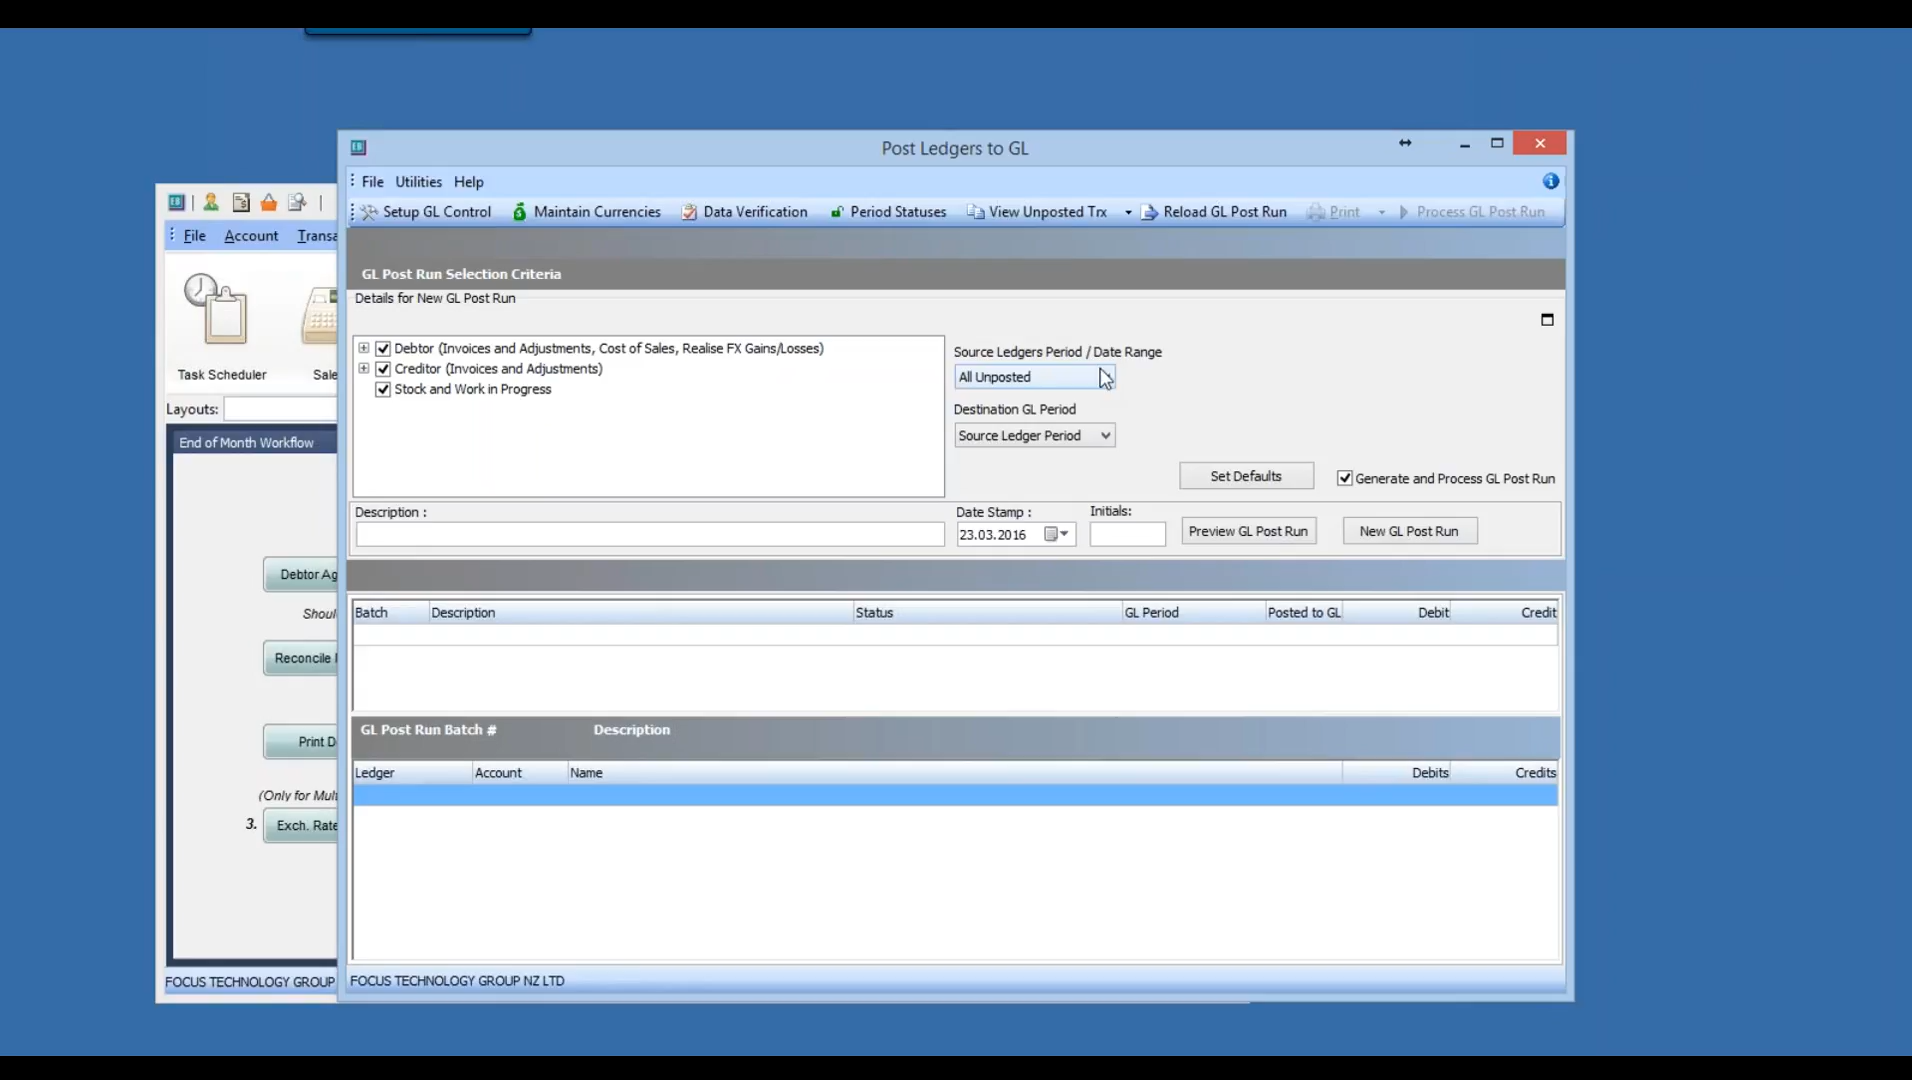 Post Ledgers to GL
File Utilities Help
Setup GL Control Maintain Currencies Data Verification Period Statuses View Unposted Trx Reload GL Post Run Print Process GL Post Run
File Account Transa
GL Post Run Selection Criteria
Details for New GL Post Run
Debtor (Invoices and Adjustments, Cost of Sales, Realise FX Gains/Losses)
Creditor (Invoices and Adjustments)
Stock and Work in Progress
Source Ledgers Period / Date Range
All Unposted
Destination GL Period
Source Ledger Period
Set Defaults Generate and Process GL Post Run
Description : Date Stamp : Initials:
23.03.2016 Preview GL Post Run New GL Post Run
Task Scheduler Sale
Layouts:
End of Month Workflow
Debtor Ag
Shoul
Reconcile
Print D
(Only for Mult
3. Exch. Rate
Batch Description Status GL Period Posted to GL Debit Credit
GL Post Run Batch # Description
Ledger Account Name Debits Credits
FOCUS TECHNOLOGY GROUP
FOCUS TECHNOLOGY GROUP NZ LTD